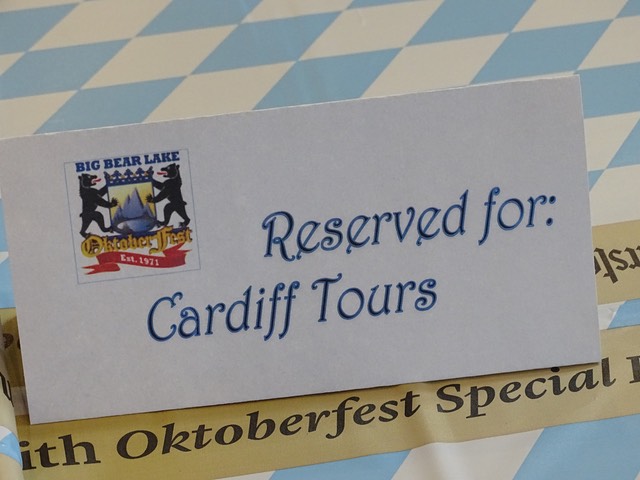 BIG BEAR LAKE
Oktoberfest
Est. 1971
Reserved for:
Cardiff Tours
ith Oktoberfest Special